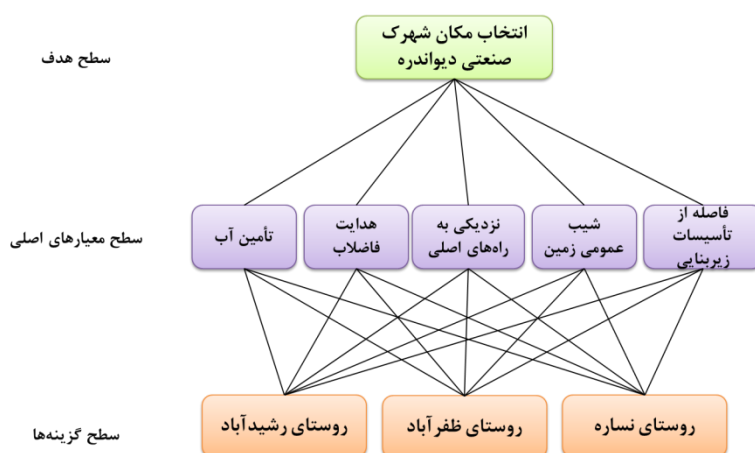 انتخاب مکان شهرک
صنعتی دیواندره
سطح هدف
فاصله از
تأسیسات
زیربنایی
شیب
عمومی زمین
نزدیکی به
راه‌های اصلی
هدایت
فاضلاب
تأمین آب
سطح معیارهای اصلی
روستای نساره
روستای ظفرآباد
روستای رشیدآباد
سطح گزینه‌ها